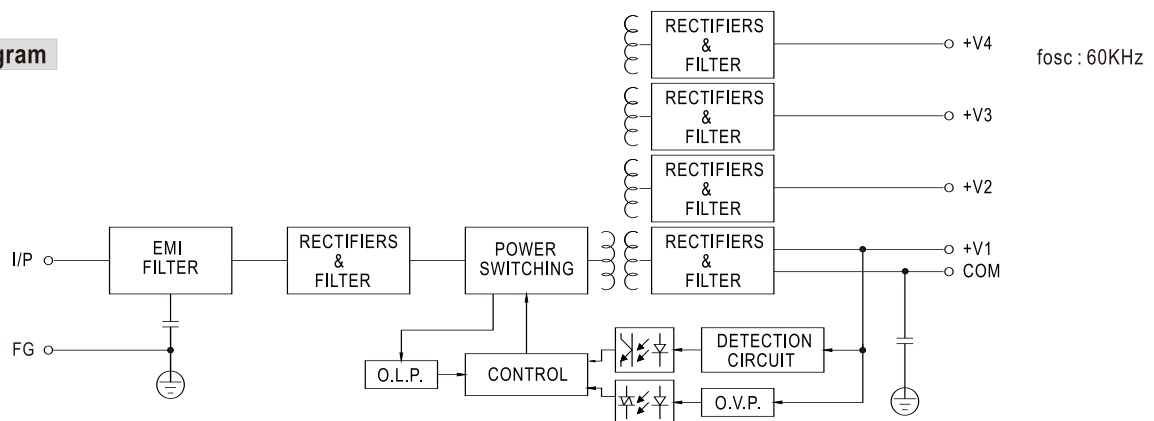 gram
RECTIFIERS
&
FILTER
+V4
fosc : 60KHz
RECTIFIERS
&
FILTER
+V3
RECTIFIERS
&
FILTER
+V2
I/P
EMI
FILTER
RECTIFIERS
&
FILTER
POWER
SWITCHING
RECTIFIERS
&
FILTER
+V1
COM
FG
O.L.P.
CONTROL
DETECTION
CIRCUIT
O.V.P.